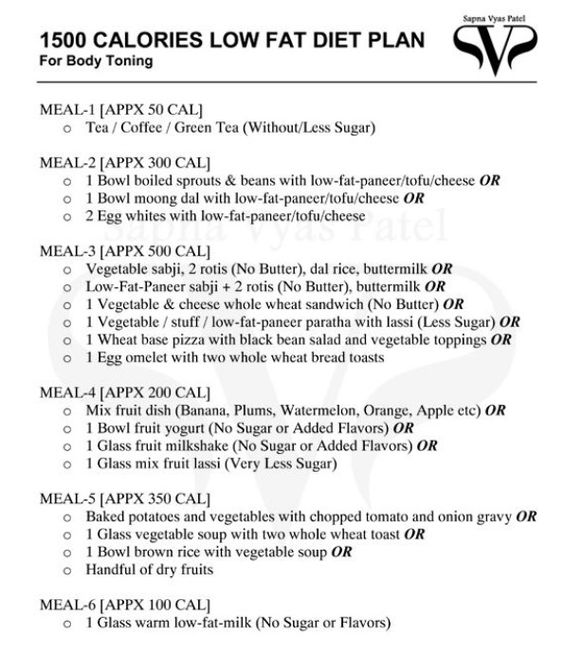 Sapna Vyas Patel
1500 CALORIES LOW FAT DIET PLAN
For Body Toning
MEAL-1 [APPX 50 CAL]
o Tea / Coffee / Green Tea (Without/Less Sugar)
MEAL-2 [APPX 300 CAL]
o 1 Bowl boiled sprouts & beans with low-fat-paneer/tofu/cheese OR
o 1 Bowl moong dal with low-fat-paneer/tofu/cheese OR
o 2 Egg whites with low-fat-paneer/tofu/cheese
Sapna Vyas Patel
MEAL-3 [APPX 500 CAL]
o Vegetable sabji, 2 rotis (No Butter), dal rice, buttermilk OR
o Low-Fat-Paneer sabji + 2 rotis (No Butter), buttermilk OR
o 1 Vegetable & cheese whole wheat sandwich (No Butter) OR
o 1 Vegetable / stuff / low-fat-paneer paratha with lassi (Less Sugar) OR
o 1 Wheat base pizza with black bean salad and vegetable toppings OR
o 1 Egg omelet with two whole wheat bread toasts
MEAL-4 [APPX 200 CAL]
o Mix fruit dish (Banana, Plums, Watermelon, Orange, Apple etc) OR
o 1 Bowl fruit yogurt (No Sugar or Added Flavors) OR
o 1 Glass fruit milkshake (No Sugar or Added Flavors) OR
o 1 Glass mix fruit lassi (Very Less Sugar)
MEAL-5 [APPX 350 CAL]
o Baked potatoes and vegetables with chopped tomato and onion gravy OR
o 1 Glass vegetable soup with two whole wheat toast OR
o 1 Bowl brown rice with vegetable soup OR
o Handful of dry fruits
MEAL-6 [APPX 100 CAL]
o 1 Glass warm low-fat-milk (No Sugar or Flavors)